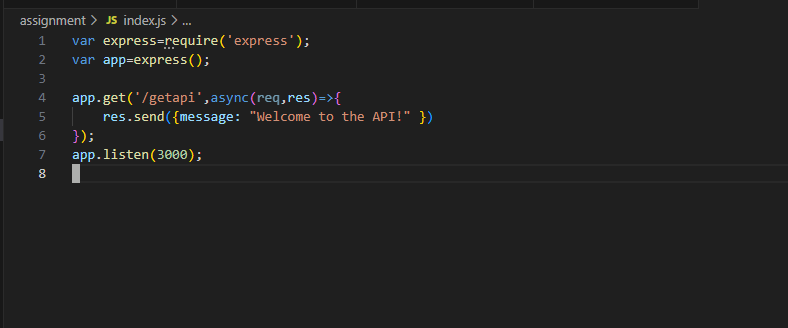 assignment > JS index.js > ...
1 var express=require('express');
2 var app=express();
3
4 app.get('/getapi',async(req,res)=>{
5     res.send({message: "Welcome to the API!" })
6 });
7 app.listen(3000);
8